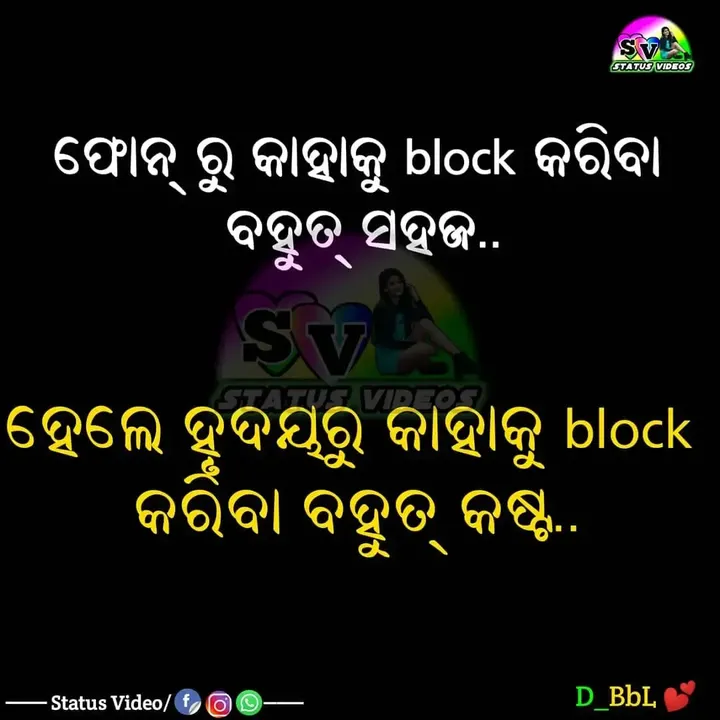 SV
STATUS VIDEOS
ଫୋନ୍ ରୁ କାହାକୁ block କରିବା
ବହୁତ୍ ସହଜ..
SV
STATUS VIDEOS
ହେଲେ ହୃଦୟରୁ କାହାକୁ block
କରିବା ବହୁତ୍ କଷ୍ଟ..
Status Video/
D_BbL